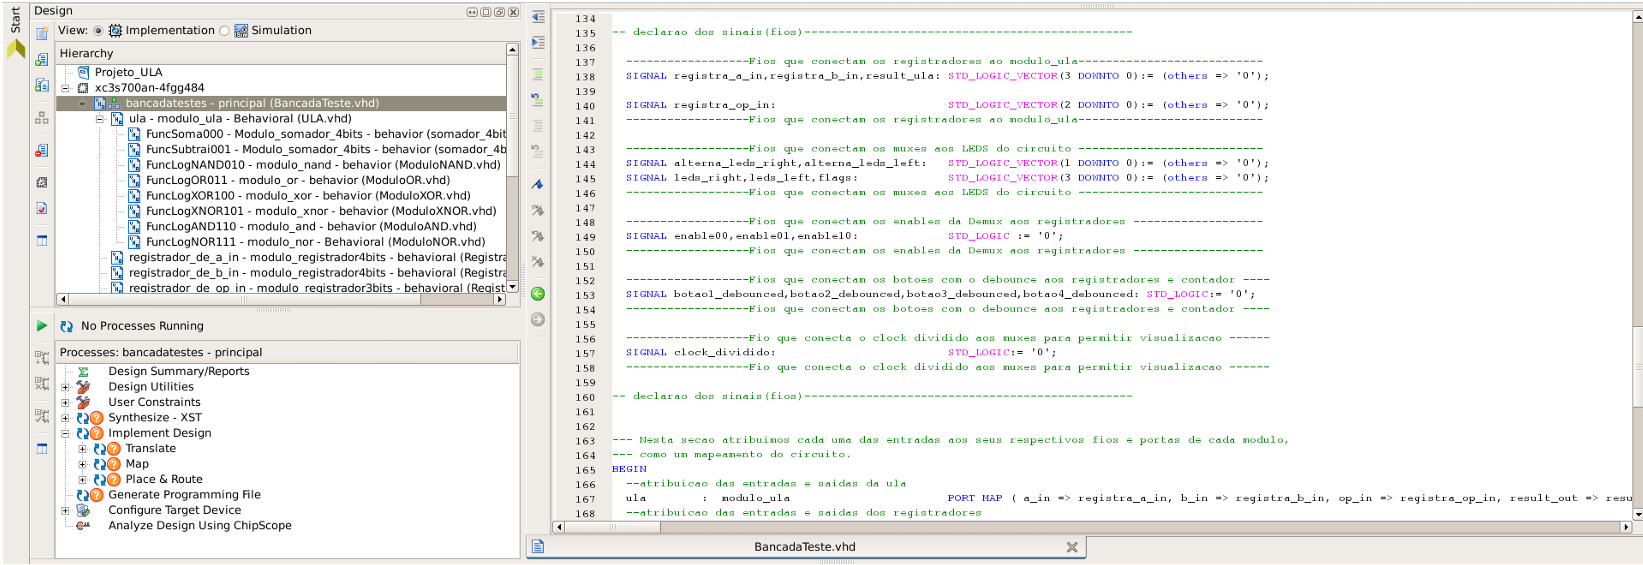 Start
Design
View: Implementation Simulation
Hierarchy
Projeto_ULA
xc3s700an-4fgg484
bancadatestes - principal (BancadaTeste.vhd)
ula - modulo_ula - Behavioral (ULA.vhd)
FuncSoma000 - Modulo_somador_4bits - behavior (somador_4bit
FuncSubtrai001 - Modulo_somador_4bits - behavior (somador_4b
FuncLogNAND010 - modulo_nand - behavior (ModuloNAND.vhd)
FuncLogOR011 - modulo_or - behavior (ModuloOR.vhd)
FuncLogXOR100 - modulo_xor - behavior (ModuloXOR.vhd)
FuncLogXNOR101 - modulo_xnor - behavior (ModuloXNOR.vhd)
FuncLogAND110 - modulo_and - behavior (ModuloAND.vhd)
FuncLogNOR111 - modulo_nor - Behavioral (ModuloNOR.vhd)
registrador_de_a_in - modulo_registrador4bits - behavioral (Registra
registrador_de_b_in - modulo_registrador4bits - behavioral (Registra
registrador_de_op_in - modulo_registrador3bits - behavioral (Regist
No Processes Running
Processes: bancadatestes - principal
Design Summary/Reports
Design Utilities
User Constraints
Synthesize - XST
Implement Design
Translate
Map
Place & Route
Generate Programming File
Configure Target Device
Analyze Design Using ChipScope
134
135 -- declarao dos sinais(fios)------------------------------------------------
136
137 ------------------Fios que conectam os registradores ao modulo_ula---------------------------
138 SIGNAL registra_a_in,registra_b_in,result_ula: STD_LOGIC_VECTOR(3 DOWNTO 0):= (others => '0');
139
140 SIGNAL registra_op_in: STD_LOGIC_VECTOR(2 DOWNTO 0):= (others => '0');
141 ------------------Fios que conectam os registradores ao modulo_ula---------------------------
142
143 ------------------Fios que conectam os muxes aos LEDS do circuito ---------------------------
144 SIGNAL alterna_leds_right,alterna_leds_left: STD_LOGIC_VECTOR(1 DOWNTO 0):= (others => '0');
145 SIGNAL leds_right,leds_left,flags: STD_LOGIC_VECTOR(3 DOWNTO 0):= (others => '0');
146 ------------------Fios que conectam os muxes aos LEDS do circuito ---------------------------
147
148 ------------------Fios que conectam os enables da Demux aos registradores -------------------
149 SIGNAL enable00,enable01,enable10: STD_LOGIC := '0';
150 ------------------Fios que conectam os enables da Demux aos registradores -------------------
151
152 ------------------Fios que conectam os botoes com o debounce aos registradores e contador ----
153 SIGNAL botao1_debounced,botao2_debounced,botao3_debounced,botao4_debounced: STD_LOGIC:= '0';
154 ------------------Fios que conectam os botoes com o debounce aos registradores e contador ----
155
156 ------------------Fio que conecta o clock dividido aos muxes para permitir visualizacao ------
157 SIGNAL clock_dividido: STD_LOGIC:= '0';
158 ------------------Fio que conecta o clock dividido aos muxes para permitir visualizacao ------
159
160 -- declarao dos sinais(fios)------------------------------------------------
161
162
163 --- Nesta secao atribuimos cada uma das entradas aos seus respectivos fios e portas de cada modulo,
164 --- como um mapeamento do circuito.
165 BEGIN
166 --atribuicao das entradas e saidas da ula
167 ula : modulo_ula PORT MAP ( a_in => registra_a_in, b_in => registra_b_in, op_in => registra_op_in, result_out => resu
168 --atribuicao das entradas e saidas dos registradores
BancadaTeste.vhd